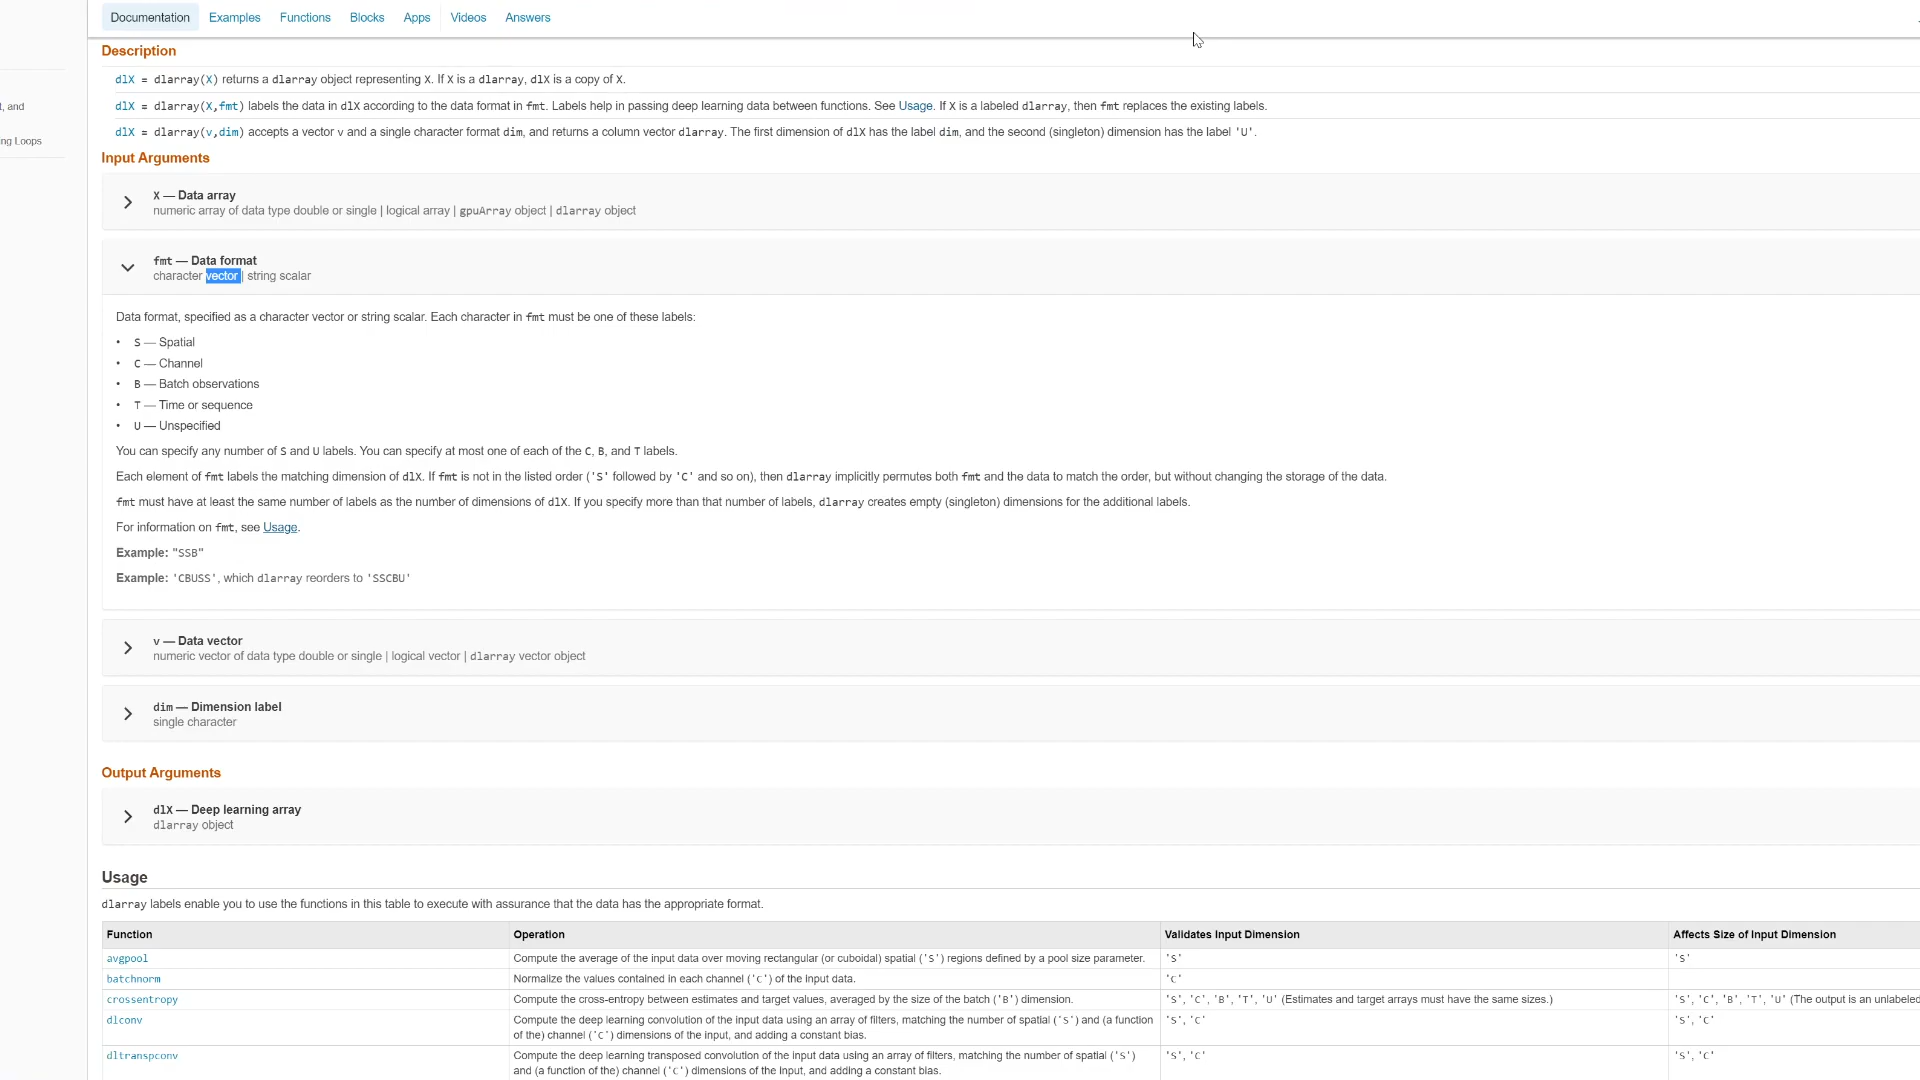 Documentation Examples Functions Blocks Apps Videos Answers
Description
dlX = dlarray(X) returns a dlarray object representing X. If X is a dlarray, dlX is a copy of X.
dlX = dlarray(X,fmt) labels the data in dlX according to the data format in fmt. Labels help in passing deep learning data between functions. See Usage. If X is a labeled dlarray, then fmt replaces the existing labels.
t, and
dlX = dlarray(v,dim) accepts a vector v and a single character format dim, and returns a column vector dlarray. The first dimension of dlX has the label dim, and the second (singleton) dimension has the label 'U'.
ng Loops
Input Arguments
X — Data array
numeric array of data type double or single | logical array | gpuArray object | dlarray object
fmt — Data format
character vector | string scalar
Data format, specified as a character vector or string scalar. Each character in fmt must be one of these labels:
• S — Spatial
• C — Channel
• B — Batch observations
• T — Time or sequence
• U — Unspecified
You can specify any number of S and U labels. You can specify at most one of each of the C, B, and T labels.
Each element of fmt labels the matching dimension of dlX. If fmt is not in the listed order ('S' followed by 'C' and so on), then dlarray implicitly permutes both fmt and the data to match the order, but without changing the storage of the data.
fmt must have at least the same number of labels as the number of dimensions of dlX. If you specify more than that number of labels, dlarray creates empty (singleton) dimensions for the additional labels.
For information on fmt, see Usage.
Example: "SSB"
Example: 'CBUSS', which dlarray reorders to 'SSCBU'
v — Data vector
numeric vector of data type double or single | logical vector | dlarray vector object
dim — Dimension label
single character
Output Arguments
dlX — Deep learning array
dlarray object
Usage
dlarray labels enable you to use the functions in this table to execute with assurance that the data has the appropriate format.
Function Operation Validates Input Dimension Affects Size of Input Dimension
avgpool Compute the average of the input data over moving rectangular (or cuboidal) spatial ('S') regions defined by a pool size parameter. 'S' 'S'
batchnorm Normalize the values contained in each channel ('C') of the input data. 'C'
crossentropy Compute the cross-entropy between estimates and target values, averaged by the size of the batch ('B') dimension. 'S', 'C', 'B', 'T', 'U' (Estimates and target arrays must have the same sizes.) 'S', 'C', 'B', 'T', 'U' (The output is an unlabeled
dlconv Compute the deep learning convolution of the input data using an array of filters, matching the number of spatial ('S') and (a function 'S', 'C' 'S', 'C'
of the) channel ('C') dimensions of the input, and adding a constant bias.
dltranspconv Compute the deep learning transposed convolution of the input data using an array of filters, matching the number of spatial ('S') 'S', 'C' 'S', 'C'
and (a function of the) channel ('C') dimensions of the input, and adding a constant bias.